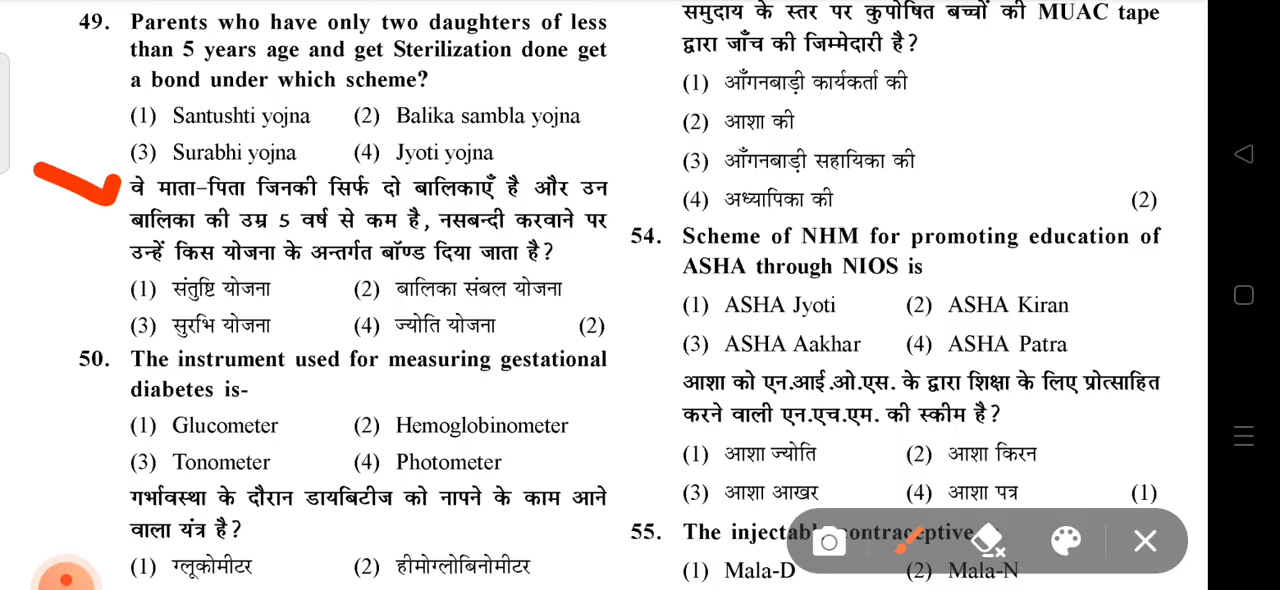 49. Parents who have only two daughters of less
than 5 years age and get Sterilization done get
a bond under which scheme?
(1) Santushti yojna (2) Balika sambla yojna
(3) Surabhi yojna (4) Jyoti yojna
वे माता-पिता जिनकी सिर्फ दो बालिकाएँ है और उन
बालिका की उम्र 5 वर्ष से कम है, नसबन्दी करवाने पर
उन्हें किस योजना के अन्तर्गत बॉण्ड दिया जाता है?
(1) संतुष्टि योजना (2) बालिका संबल योजना
(3) सुरभि योजना (4) ज्योति योजना (2)
50. The instrument used for measuring gestational
diabetes is-
(1) Glucometer (2) Hemoglobinometer
(3) Tonometer (4) Photometer
गर्भावस्था के दौरान डायबिटीज को नापने के काम आने
वाला यंत्र है?
(1) ग्लूकोमीटर (2) हीमोग्लोबिनोमीटर
समुदाय के स्तर पर कुपोषित बच्चों की MUAC tape
द्वारा जाँच की जिम्मेदारी है?
(1) आँगनबाड़ी कार्यकर्ता की
(2) आशा की
(3) आँगनबाड़ी सहायिका की
(4) अध्यापिका की (2)
54. Scheme of NHM for promoting education of
ASHA through NIOS is
(1) ASHA Jyoti (2) ASHA Kiran
(3) ASHA Aakhar (4) ASHA Patra
आशा को एन.आई.ओ.एस. के द्वारा शिक्षा के लिए प्रोत्साहित
करने वाली एन.एच.एम. की स्कीम है?
(1) आशा ज्योति (2) आशा किरन
(3) आशा आखर (4) आशा पत्र (1)
55. The injectable contraceptive
(1) Mala-D (2) Mala-N